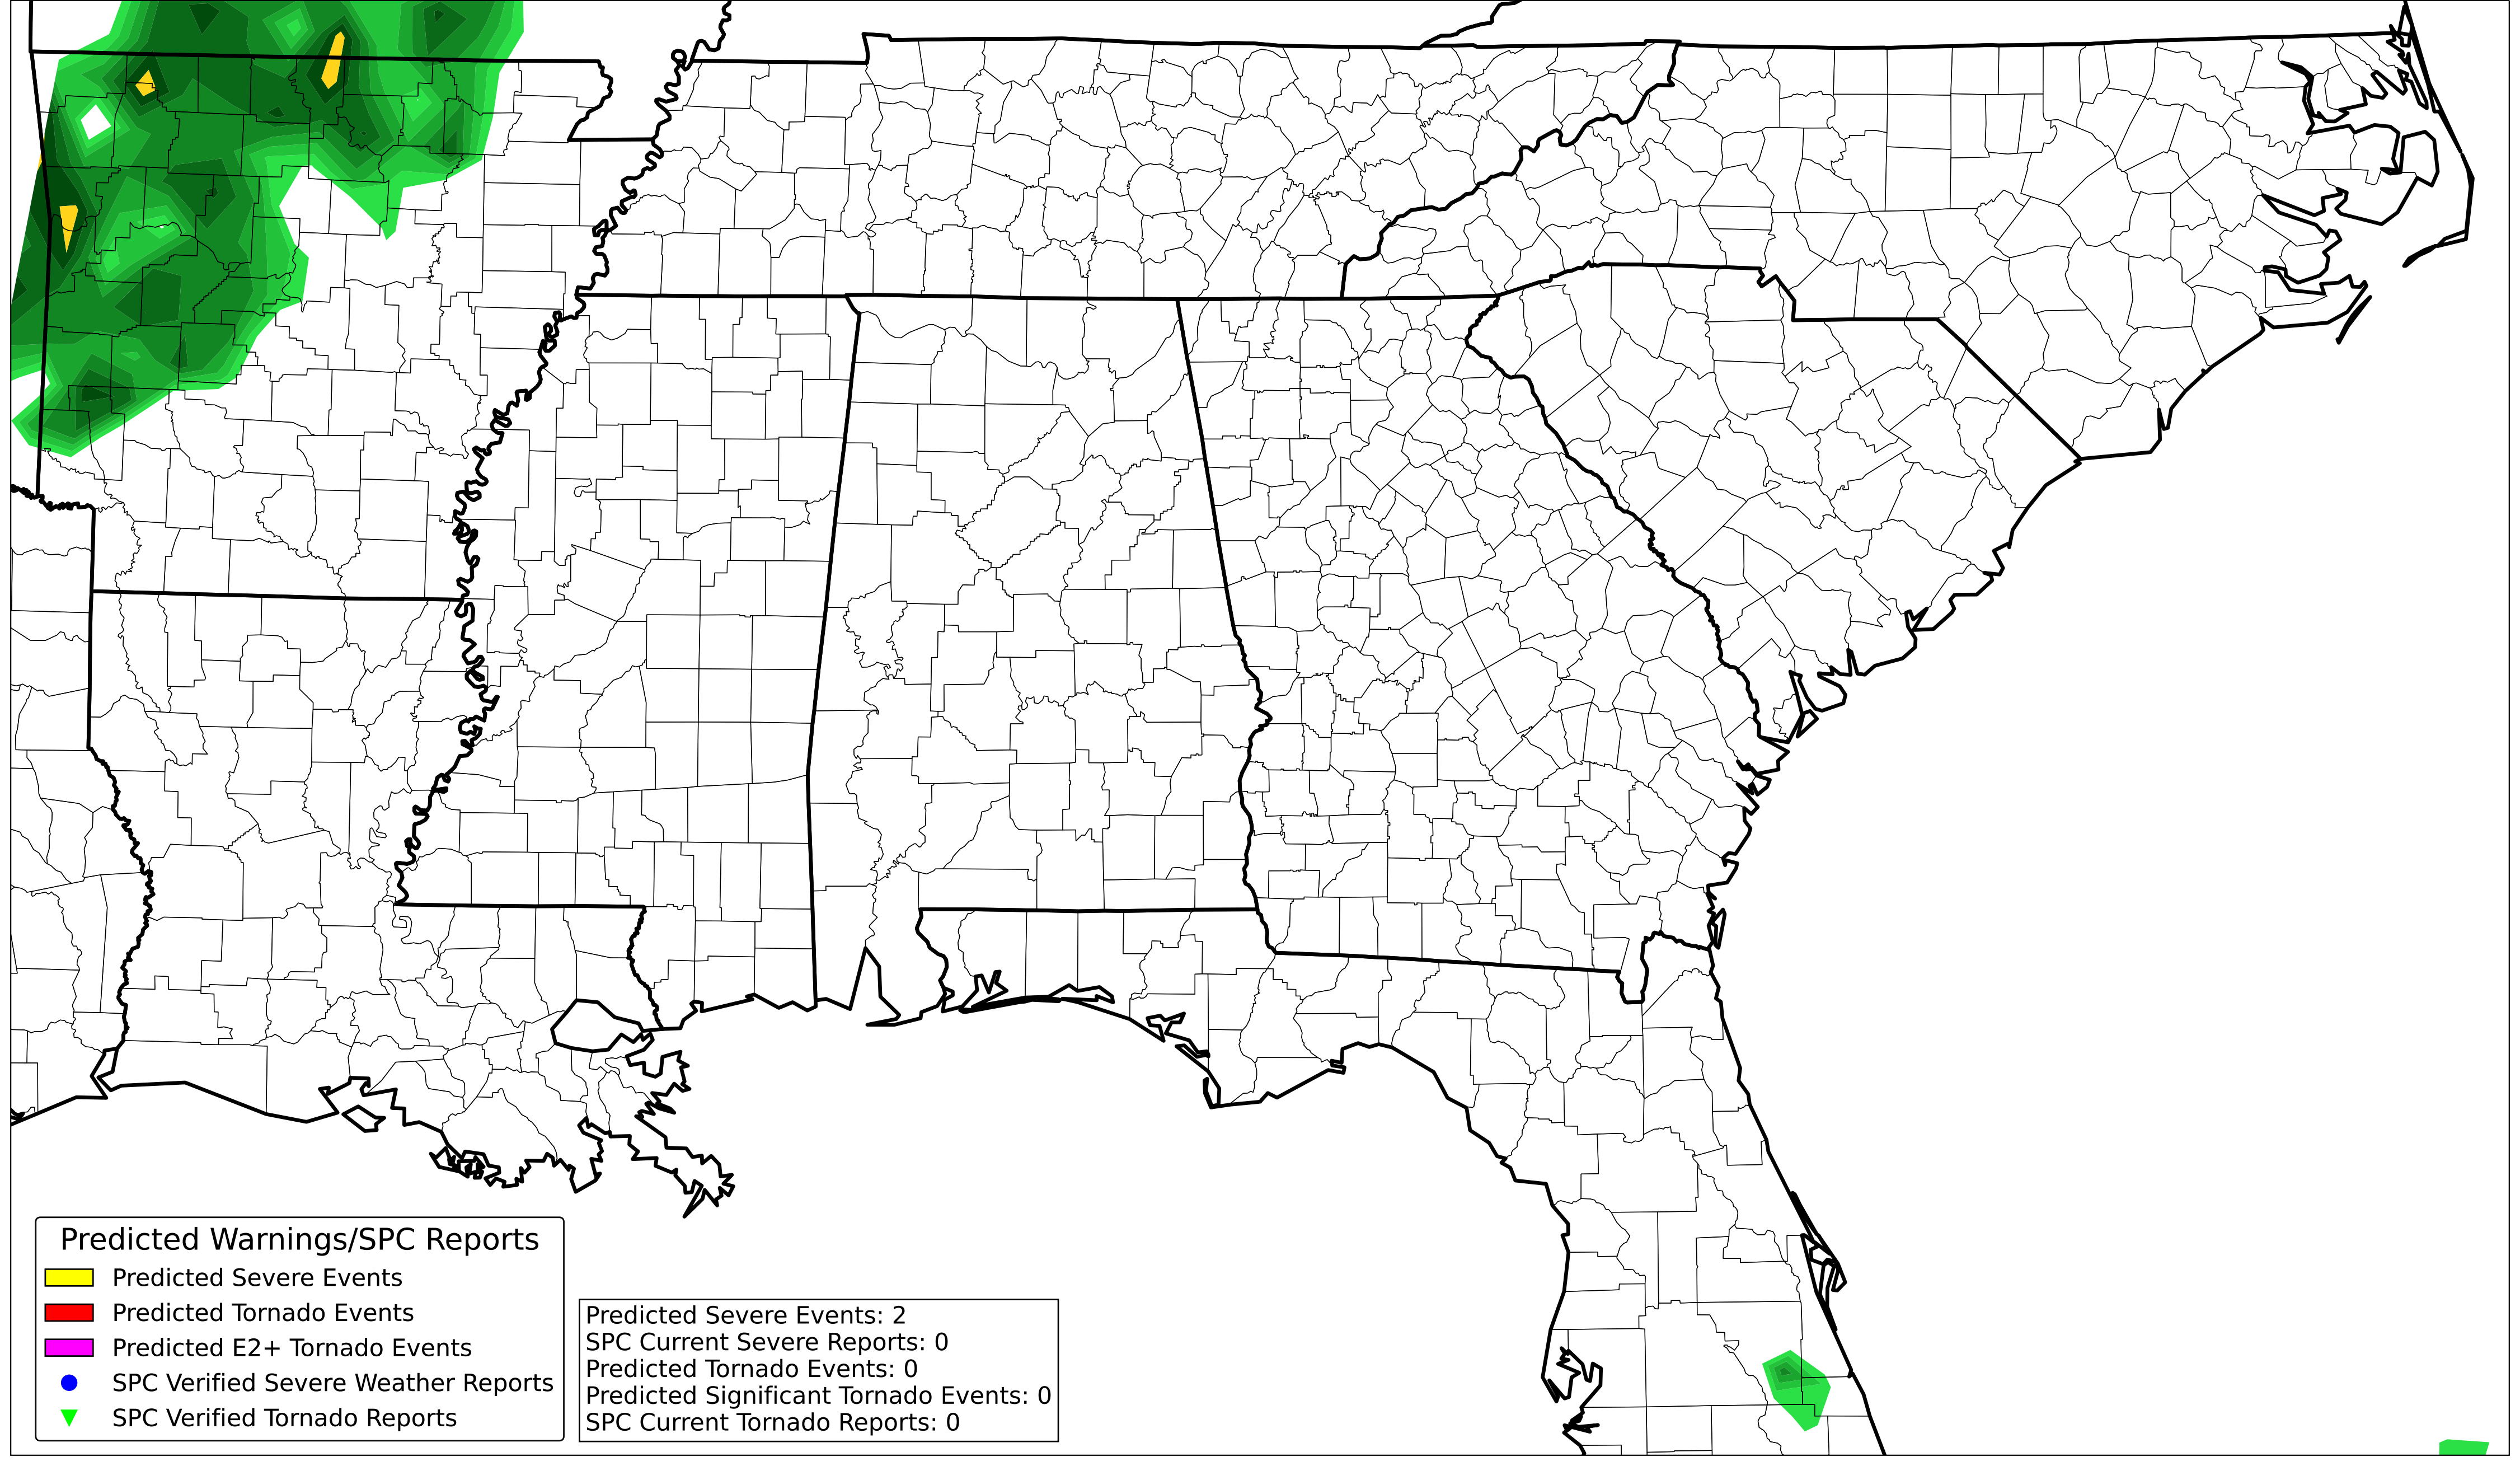 Predicted Warnings/SPC Reports
Predicted Severe Events
Predicted Tornado Events
Predicted E2+ Tornado Events
SPC Verified Severe Weather Reports
SPC Verified Tornado Reports
Predicted Severe Events: 2
SPC Current Severe Reports: 0
Predicted Tornado Events: 0
Predicted Significant Tornado Events: 0
SPC Current Tornado Reports: 0